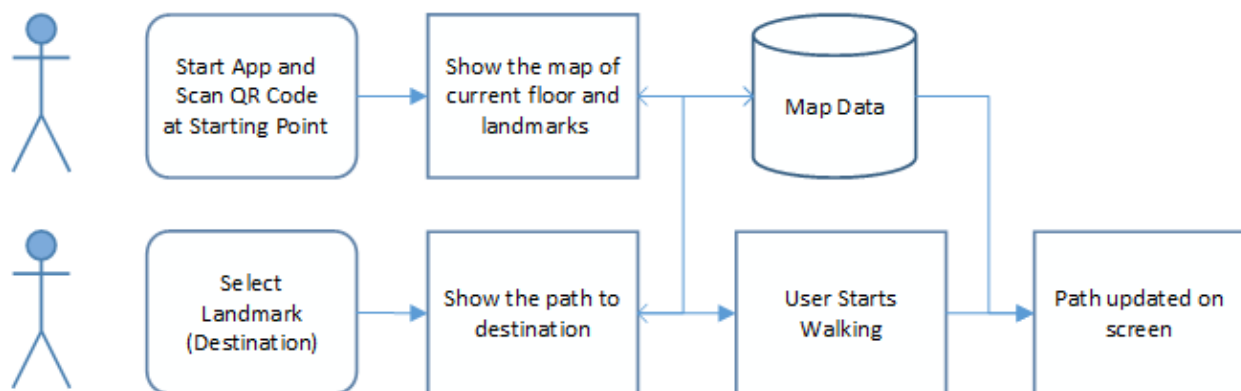 Start App and
Scan QR Code
at Starting Point
Show the map of
current floor and
landmarks
Map Data
Select
Landmark
(Destination)
Show the path to
destination
User Starts
Walking
Path updated on
screen